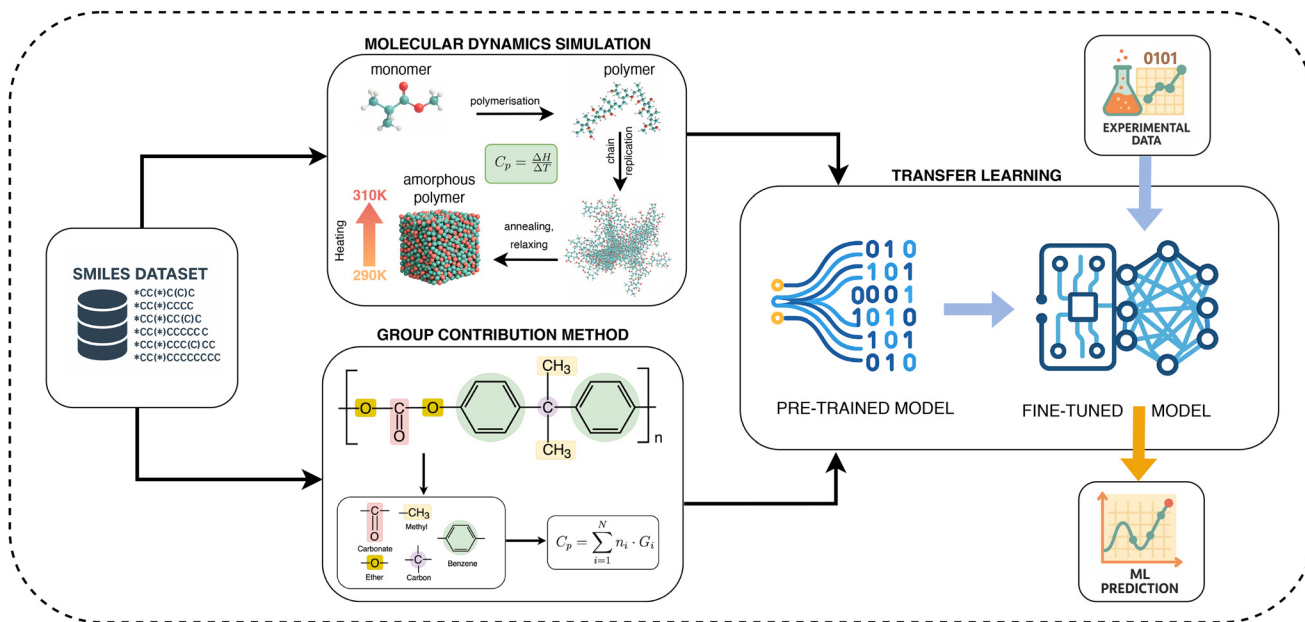 MOLECULAR DYNAMICS SIMULATION
monomer
polymerisation
polymer
chain
replication
C_p = ΔH/ΔT
310K
Heating
290K
amorphous
polymer
annealing,
relaxing
SMILES DATASET
*CC(*)C(C)C
*CC(*)CCCC
*CC(*)CC(C)C
*CC(*)CCCCCC
*CC(*)CCC(C)CC
*CC(*)CCCCCCCC
GROUP CONTRIBUTION METHOD
CH₃
O
C
O
C
O
CH₃
n
C
O
Carbonate
O
Ether
CH₃
Methyl
C
Carbon
Benzene
C_p = ∑_{i=1}^{N} n_i · G_i
0101
EXPERIMENTAL
DATA
TRANSFER LEARNING
010
101
0001
1010
101
010
PRE-TRAINED MODEL
FINE-TUNED MODEL
ML
PREDICTION